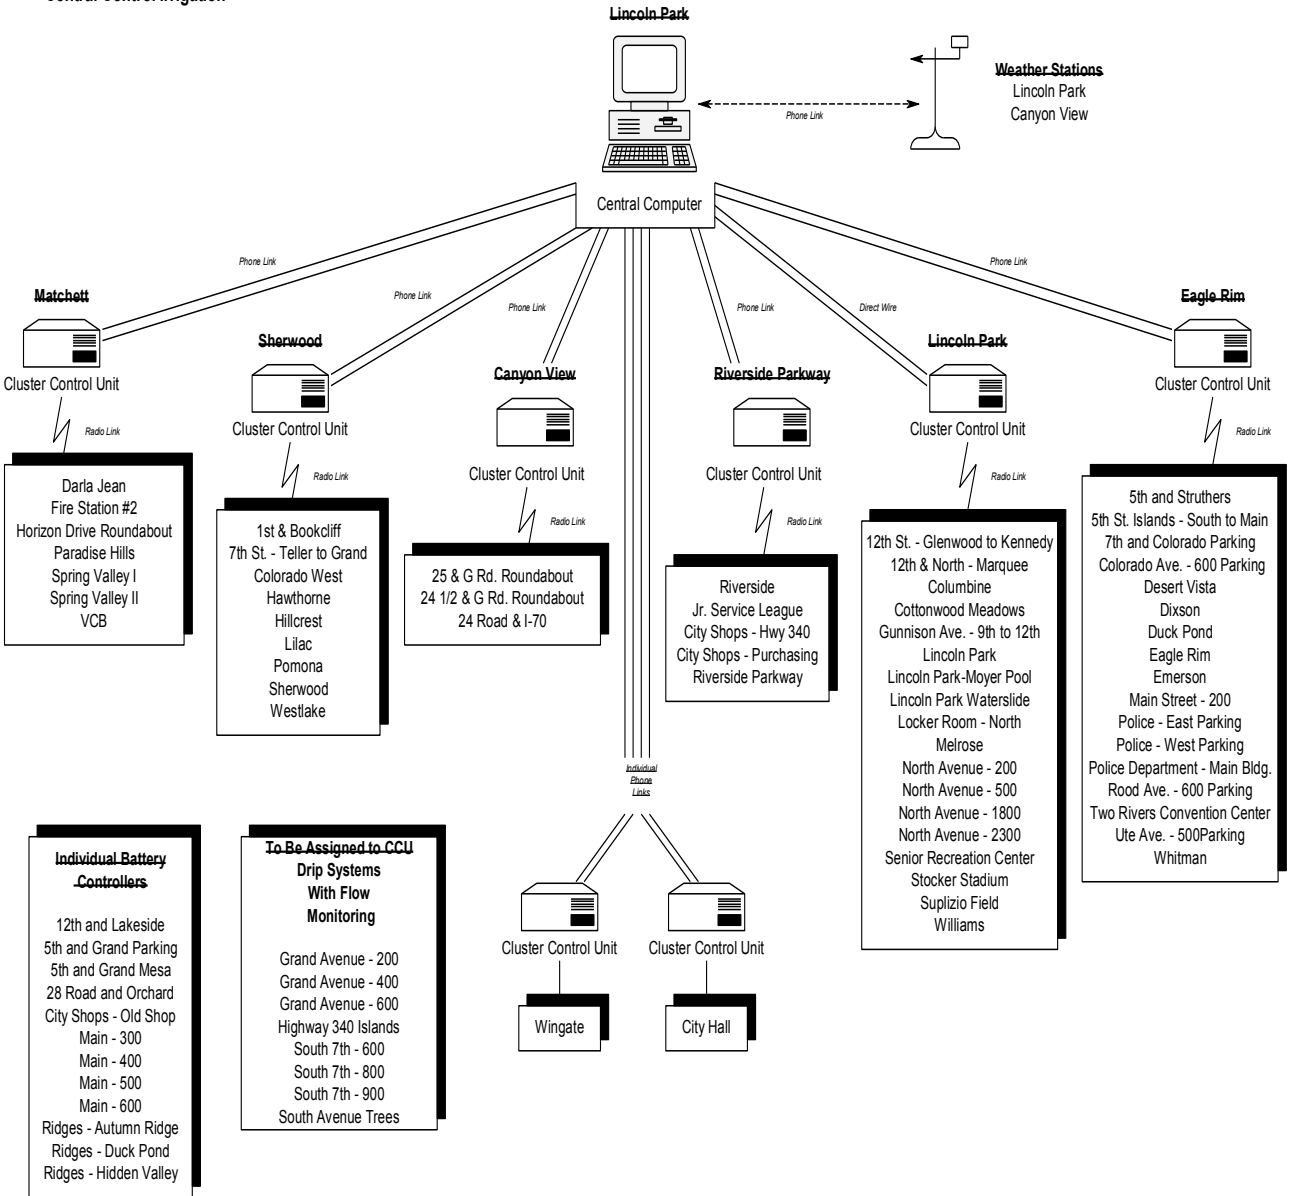 Central Control Irrigation
Lincoln Park
Weather Stations
Lincoln Park
Canyon View
Phone Link
Central Computer
Phone Link
Phone Link
Phone Link
Phone Link
Direct Wire
Phone Link
Matchett
Cluster Control Unit
Radio Link
Darla Jean
Fire Station #2
Horizon Drive Roundabout
Paradise Hills
Spring Valley I
Spring Valley II
VCB
Sherwood
Cluster Control Unit
Radio Link
1st & Bookcliff
7th St. - Teller to Grand
Colorado West
Hawthorne
Hillcrest
Lilac
Pomona
Sherwood
Westlake
Canyon View
Cluster Control Unit
Radio Link
25 & G Rd. Roundabout
24 1/2 & G Rd. Roundabout
24 Road & I-70
Riverside Parkway
Cluster Control Unit
Radio Link
Riverside
Jr. Service League
City Shops - Hwy 340
City Shops - Purchasing
Riverside Parkway
Lincoln Park
Cluster Control Unit
Radio Link
12th St. - Glenwood to Kennedy
12th & North - Marquee
Columbine
Cottonwood Meadows
Gunnison Ave. - 9th to 12th
Lincoln Park
Lincoln Park-Moyer Pool
Lincoln Park Waterslide
Locker Room - North
Melrose
North Avenue - 200
North Avenue - 500
North Avenue - 1800
North Avenue - 2300
Senior Recreation Center
Stocker Stadium
Suplizio Field
Williams
Eagle Rim
Cluster Control Unit
Radio Link
5th and Struthers
5th St. Islands - South to Main
7th and Colorado Parking
Colorado Ave. - 600 Parking
Desert Vista
Dixson
Duck Pond
Eagle Rim
Emerson
Main Street - 200
Police - East Parking
Police - West Parking
Police Department - Main Bldg.
Rood Ave. - 600 Parking
Two Rivers Convention Center
Ute Ave. - 500Parking
Whitman
Individual
Phone
Links
Cluster Control Unit
Wingate
Cluster Control Unit
City Hall
Individual Battery
Controllers
12th and Lakeside
5th and Grand Parking
5th and Grand Mesa
28 Road and Orchard
City Shops - Old Shop
Main - 300
Main - 400
Main - 500
Main - 600
Ridges - Autumn Ridge
Ridges - Duck Pond
Ridges - Hidden Valley
To Be Assigned to CCU
Drip Systems
With Flow
Monitoring
Grand Avenue - 200
Grand Avenue - 400
Grand Avenue - 600
Highway 340 Islands
South 7th - 600
South 7th - 800
South 7th - 900
South Avenue Trees